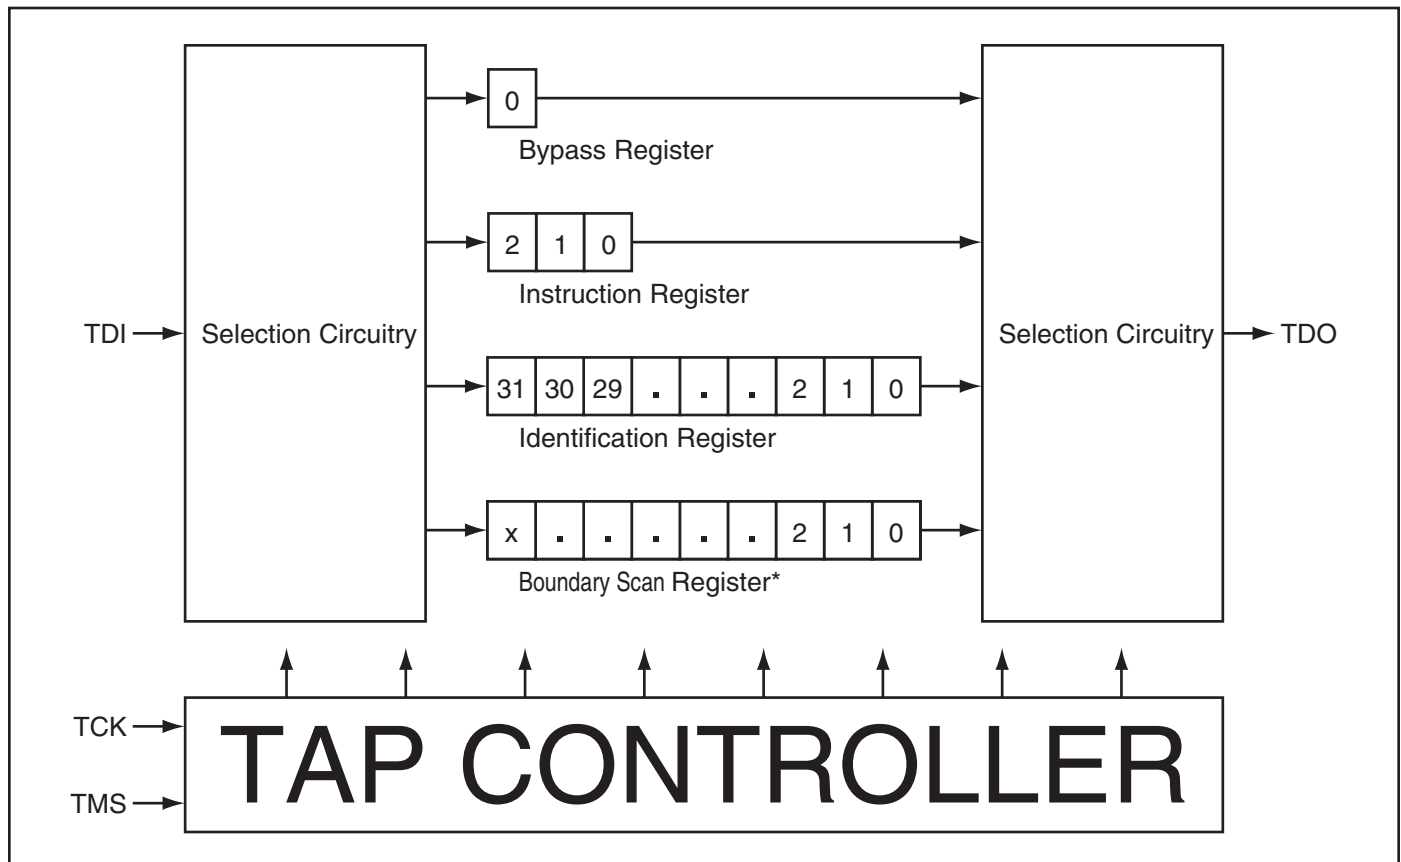 0
Bypass Register
2 1 0
Instruction Register
TDI
Selection Circuitry
Selection Circuitry
TDO
31 30 29 . . . 2 1 0
Identification Register
x . . . . . 2 1 0
Boundary Scan Register*
TCK
TMS
TAP CONTROLLER